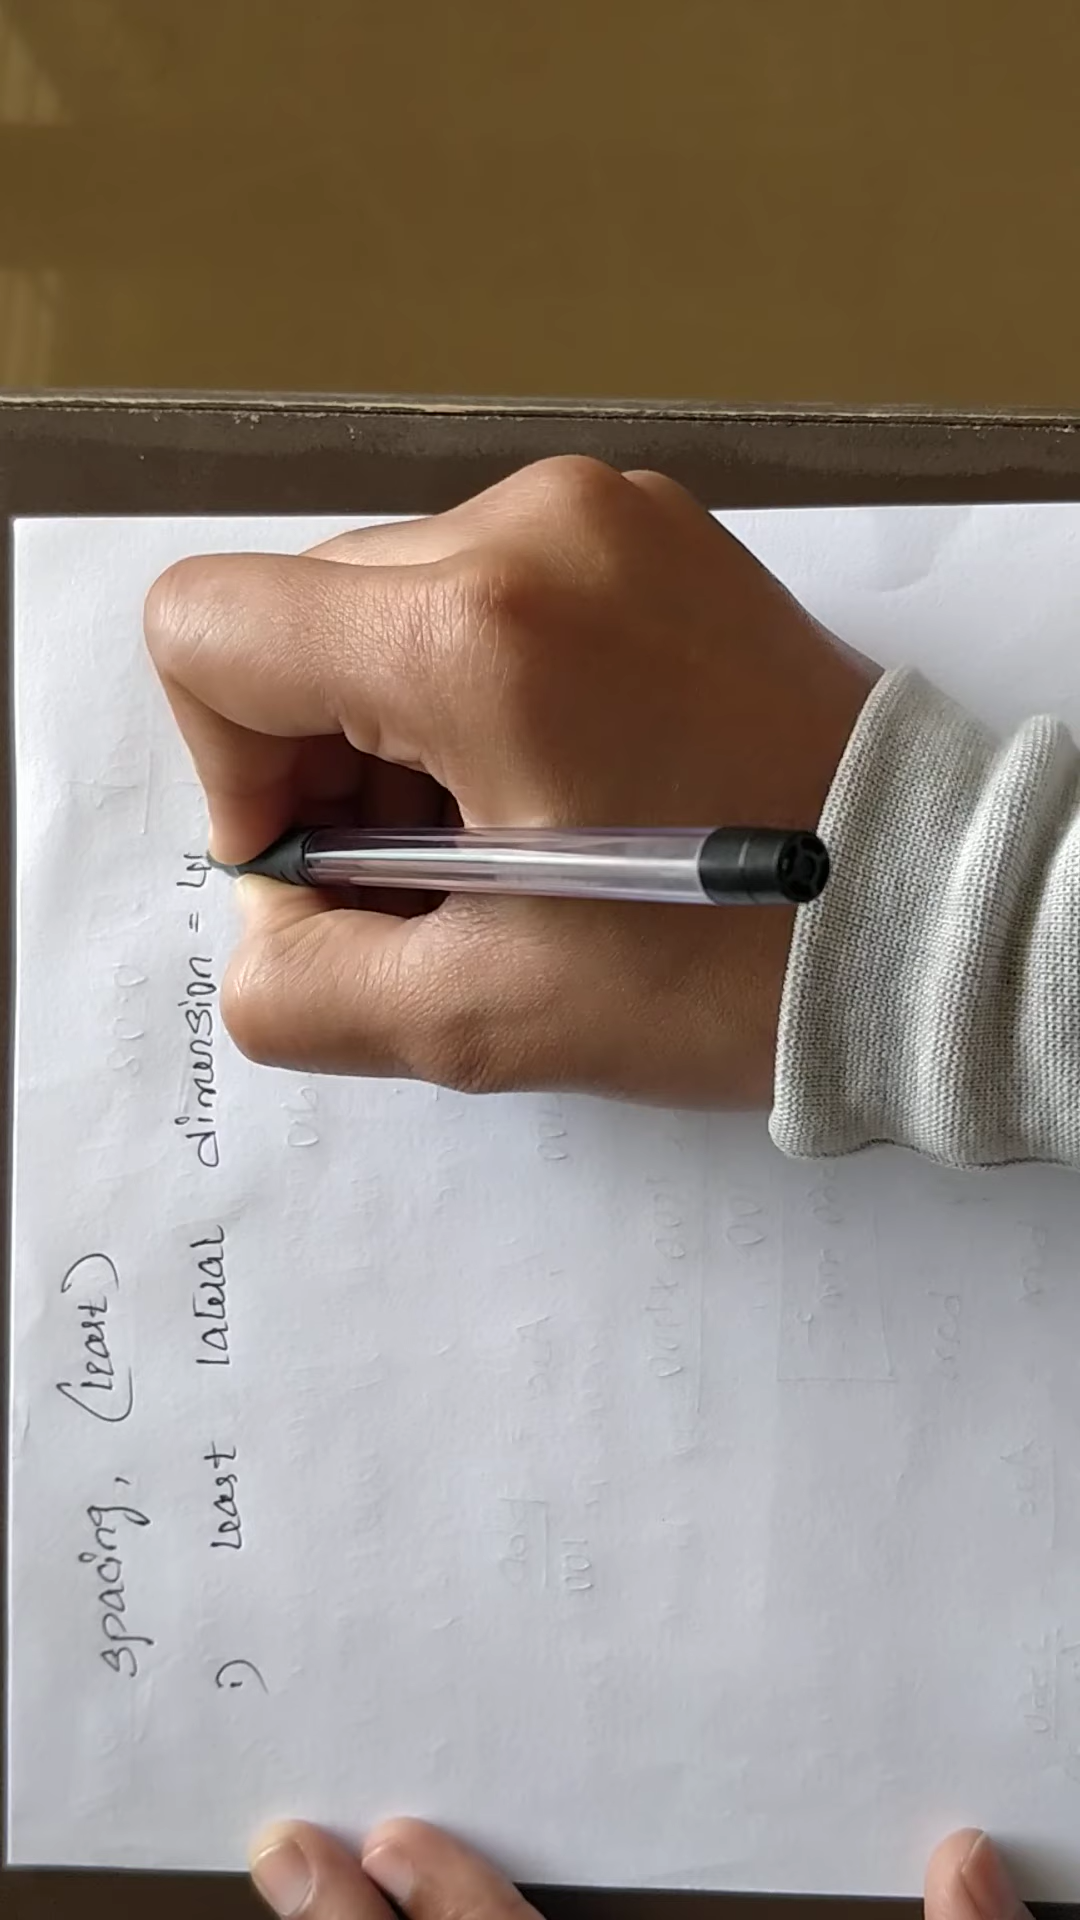 spacing, (least)
i) Least lateral dimension = 4